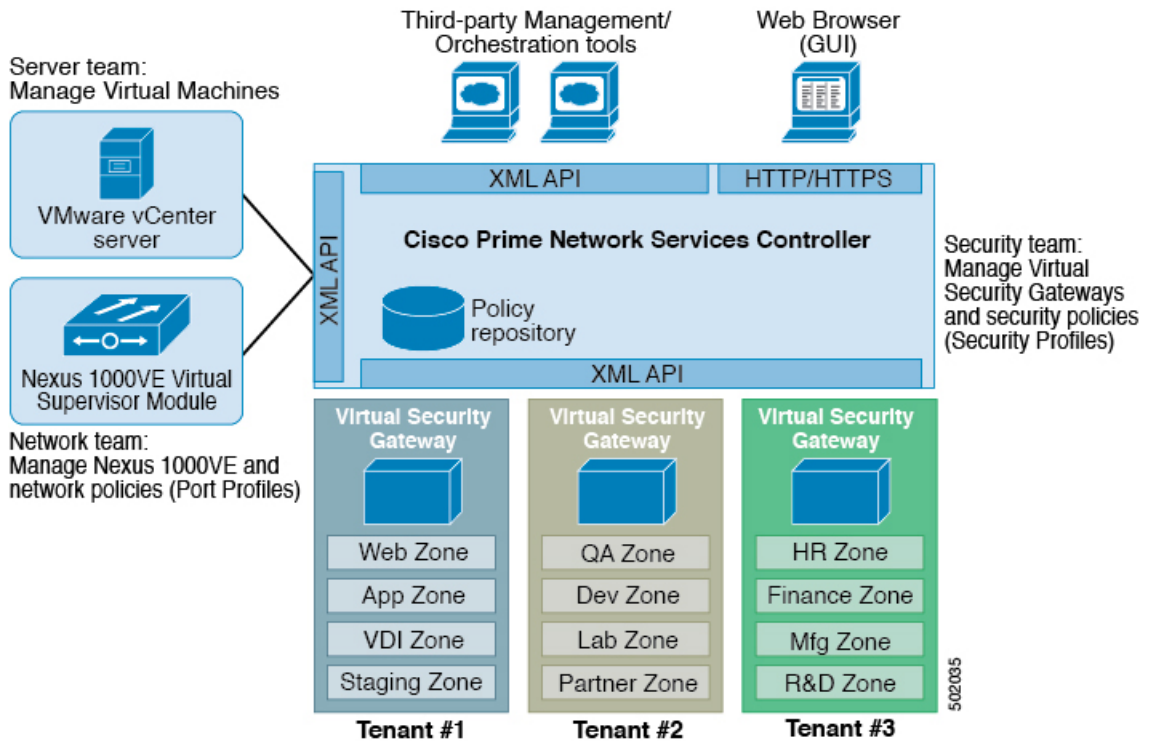 Third-party Management/
Orchestration tools
Web Browser
(GUI)
Server team:
Manage Virtual Machines
VMware vCenter
server
Nexus 1000VE Virtual
Supervisor Module
Network team:
Manage Nexus 1000VE and
network policies (Port Profiles)
XML API
XML API
HTTP/HTTPS
Cisco Prime Network Services Controller
Policy
repository
XML API
Security team:
Manage Virtual
Security Gateways
and security policies
(Security Profiles)
Virtual Security
Gateway
Web Zone
App Zone
VDI Zone
Staging Zone
Tenant #1
Virtual Security
Gateway
QA Zone
Dev Zone
Lab Zone
Partner Zone
Tenant #2
Virtual Security
Gateway
HR Zone
Finance Zone
Mfg Zone
R&D Zone
Tenant #3
502035